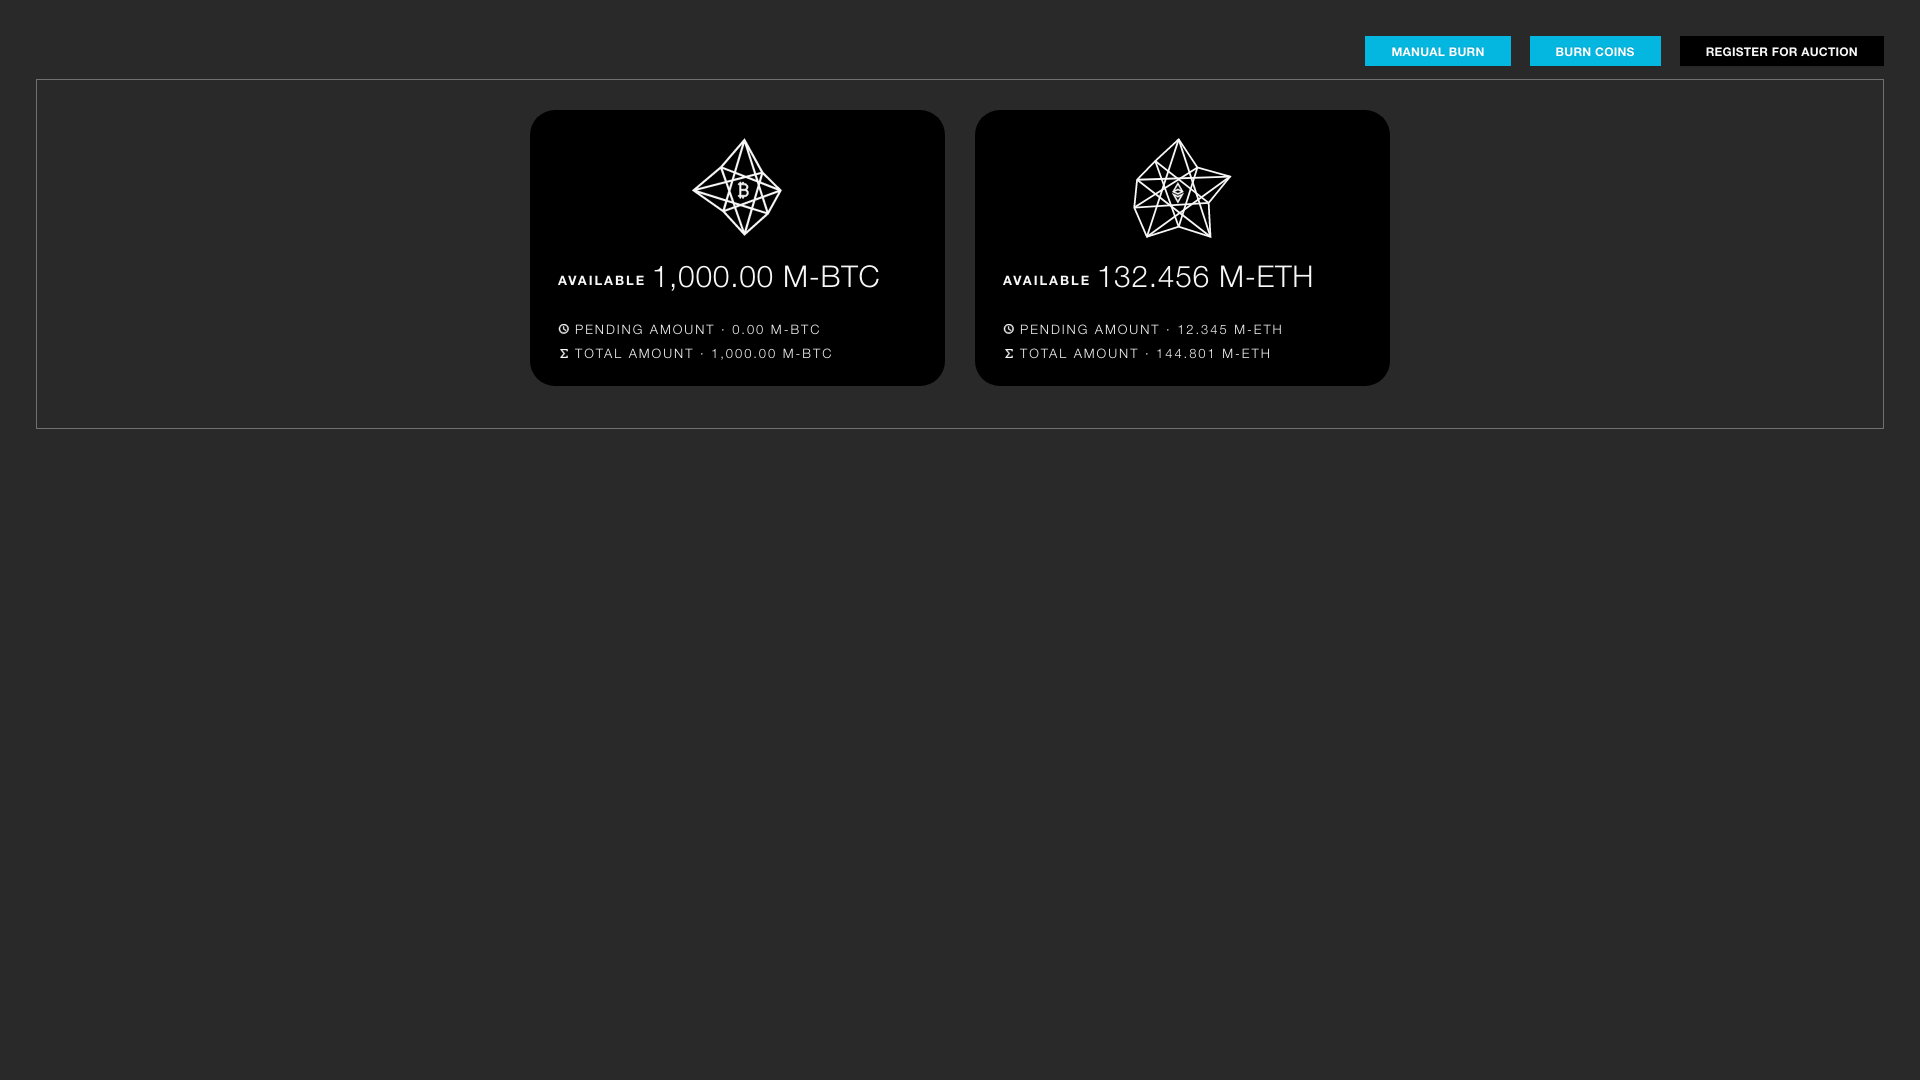 MANUAL BURN
BURN COINS
REGISTER FOR AUCTION
AVAILABLE 1,000.00 M-BTC
PENDING AMOUNT · 0.00 M-BTC
Σ TOTAL AMOUNT · 1,000.00 M-BTC
AVAILABLE 132.456 M-ETH
PENDING AMOUNT · 12.345 M-ETH
Σ TOTAL AMOUNT · 144.801 M-ETH